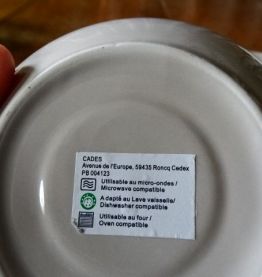 CADES
Avenue de l'Europe, 59435 Roncq Cedex
PB 004123
Utilisable au micro-ondes /
Microwave compatible
Adapté au Lave vaisselle/
Dishwasher compatible
Utilisable au four /
Oven compatible